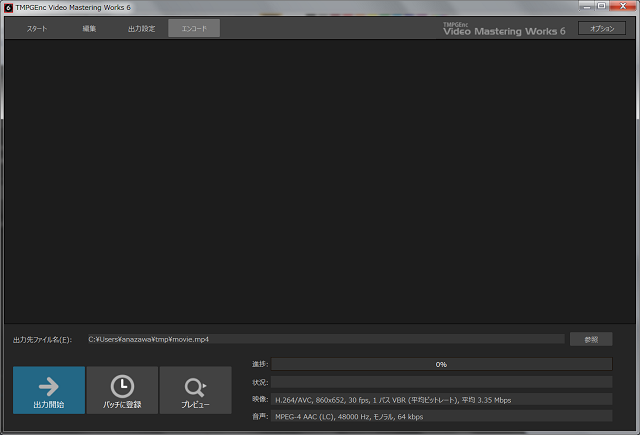 6 TMPGEnc Video Mastering Works 6
スタート 編集 出力設定 エンコード TMPGEnc Video Mastering Works 6 オプション
出力先ファイル名(E): C:¥Users¥anazawa¥tmp¥movie.mp4 参照
進捗: 0%
状況:
映像: H.264/AVC, 860x652, 30 fps, 1 パス VBR (平均ビットレート), 平均 3.35 Mbps
音声: MPEG-4 AAC (LC), 48000 Hz, モノラル, 64 kbps
出力開始 バッチに登録 プレビュー